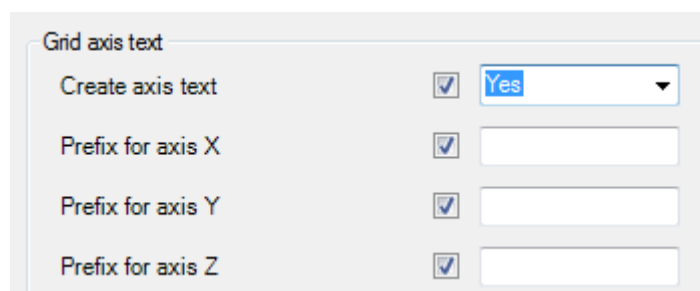 Grid axis text
Create axis text Yes
Prefix for axis X
Prefix for axis Y
Prefix for axis Z